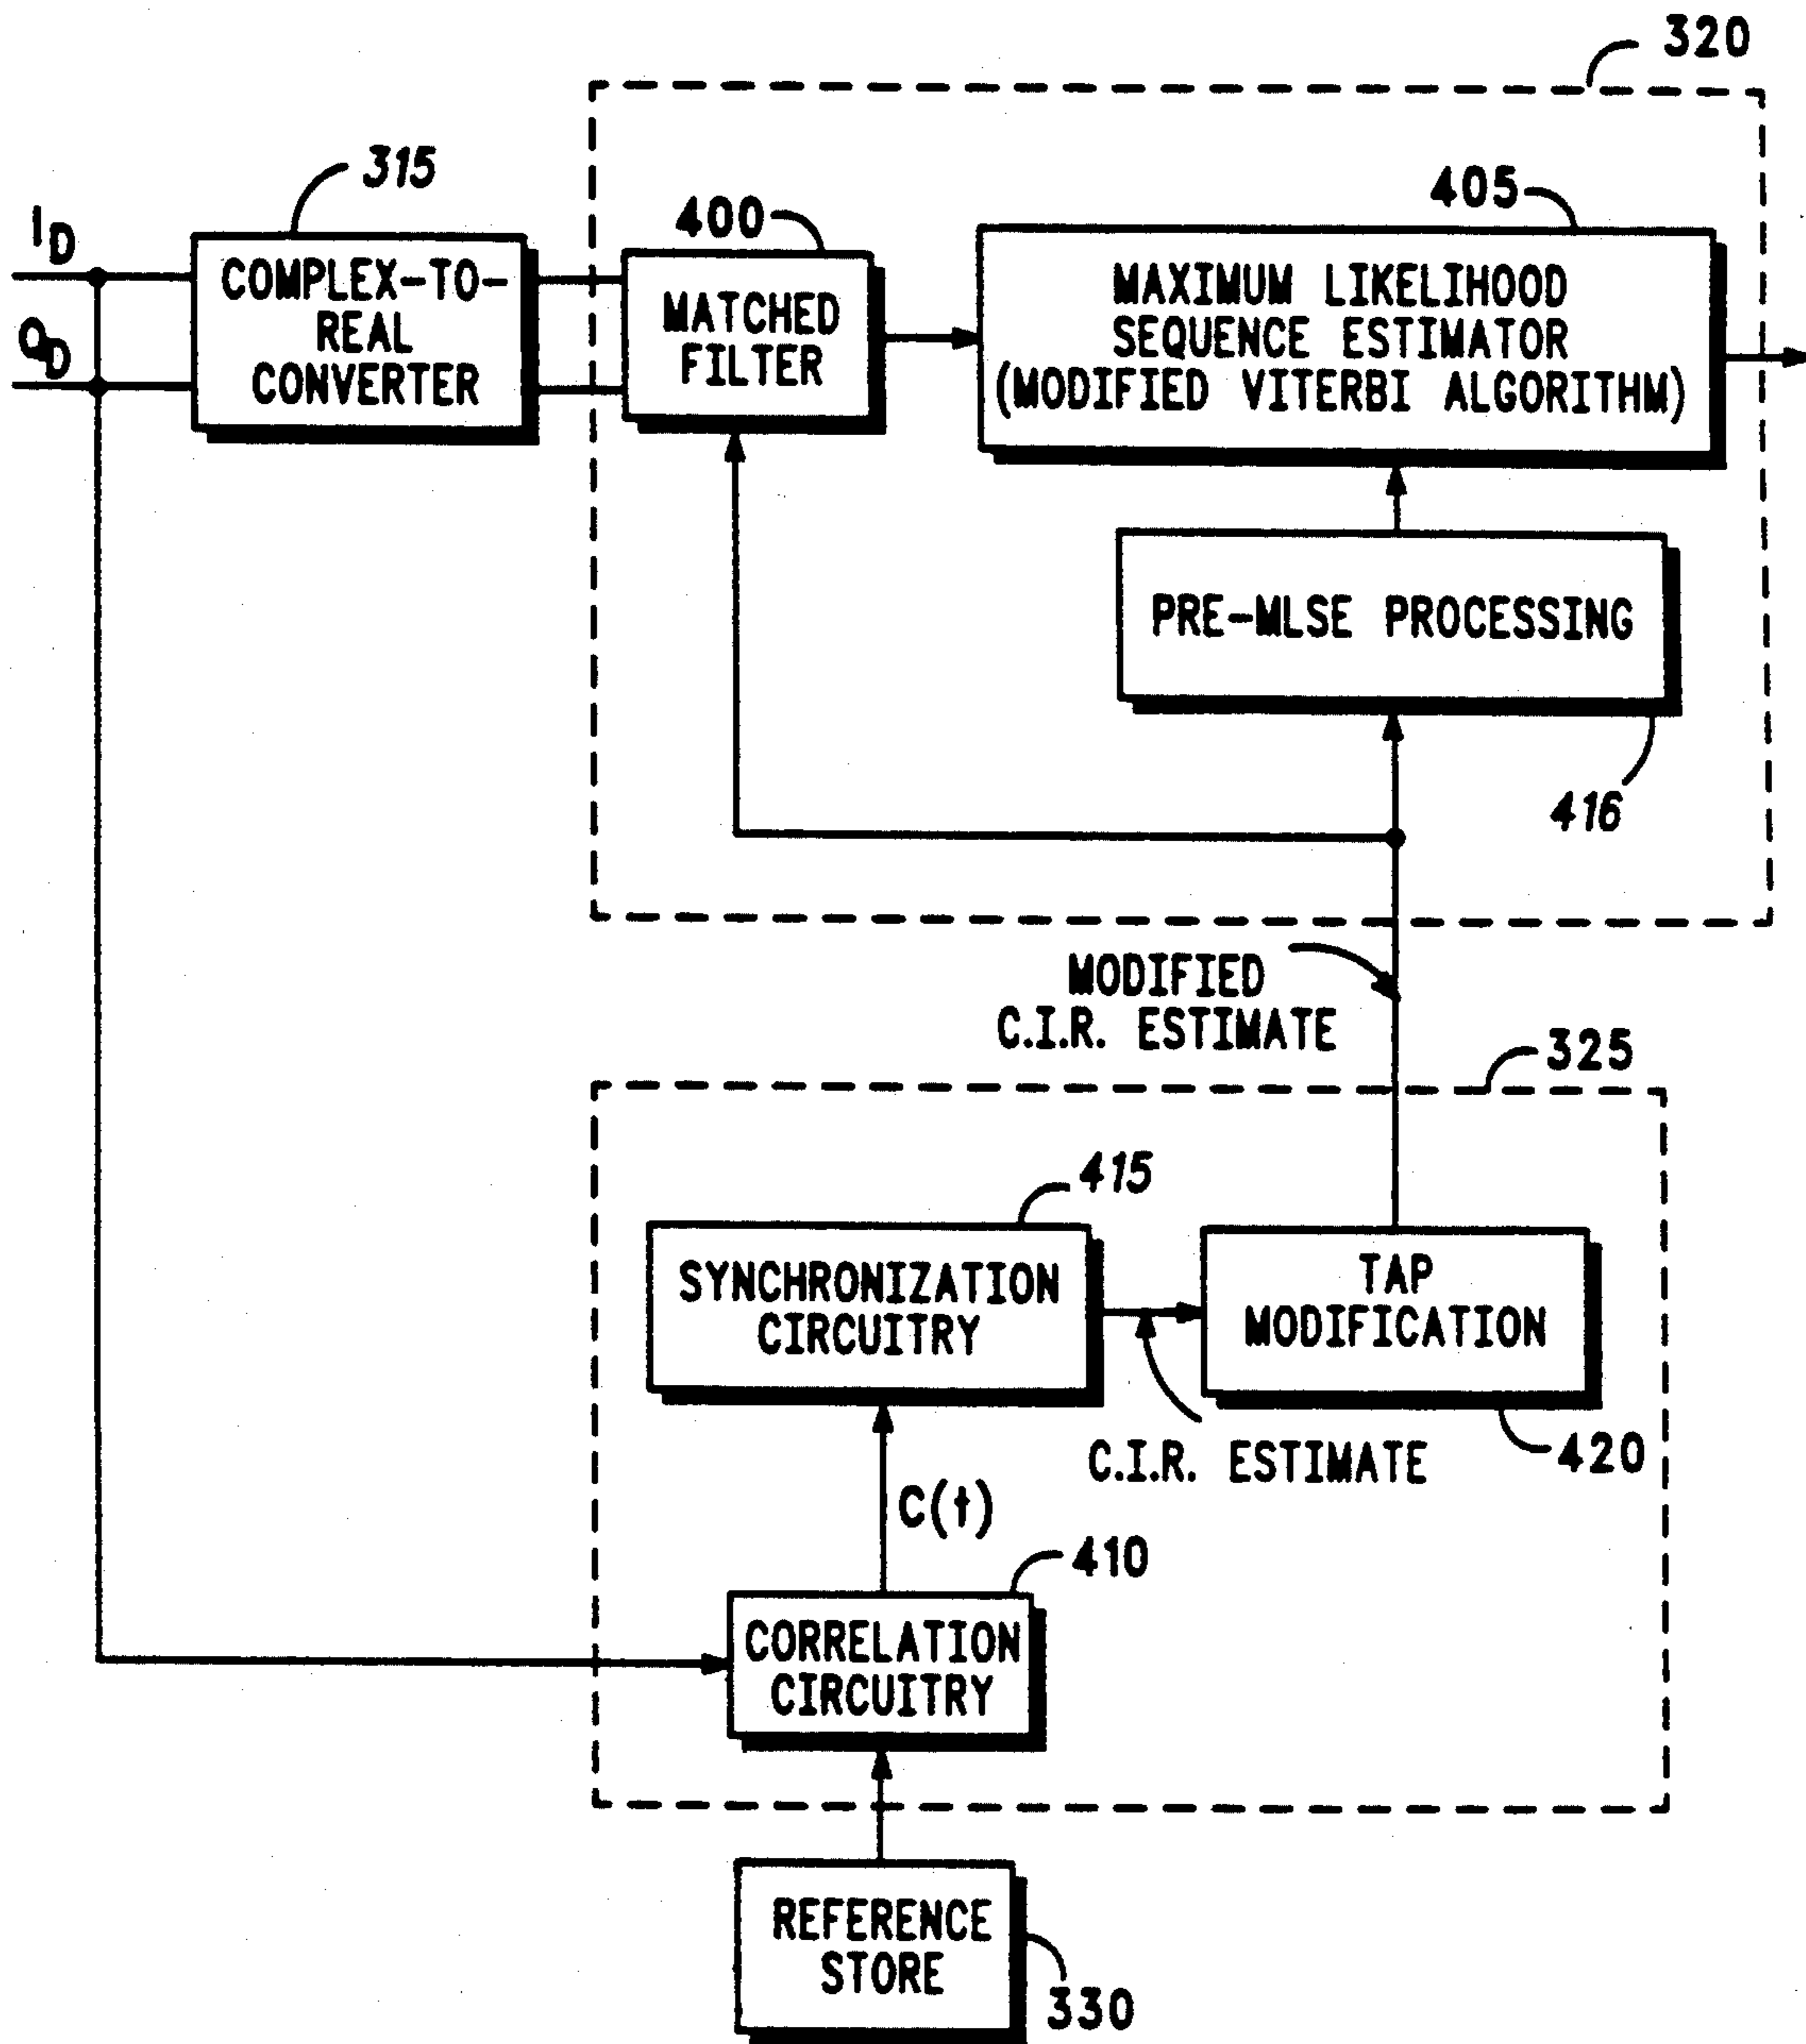 320
315
405
400
I_D
COMPLEX-TO-
REAL
CONVERTER
Q_D
MATCHED
FILTER
MAXIMUM LIKELIHOOD
SEQUENCE ESTIMATOR
(MODIFIED VITERBI ALGORITHM)
PRE-MLSE PROCESSING
416
MODIFIED
C.I.R. ESTIMATE
325
415
SYNCHRONIZATION
CIRCUITRY
TAP
MODIFICATION
C.I.R. ESTIMATE
420
C(t)
410
CORRELATION
CIRCUITRY
REFERENCE
STORE
330